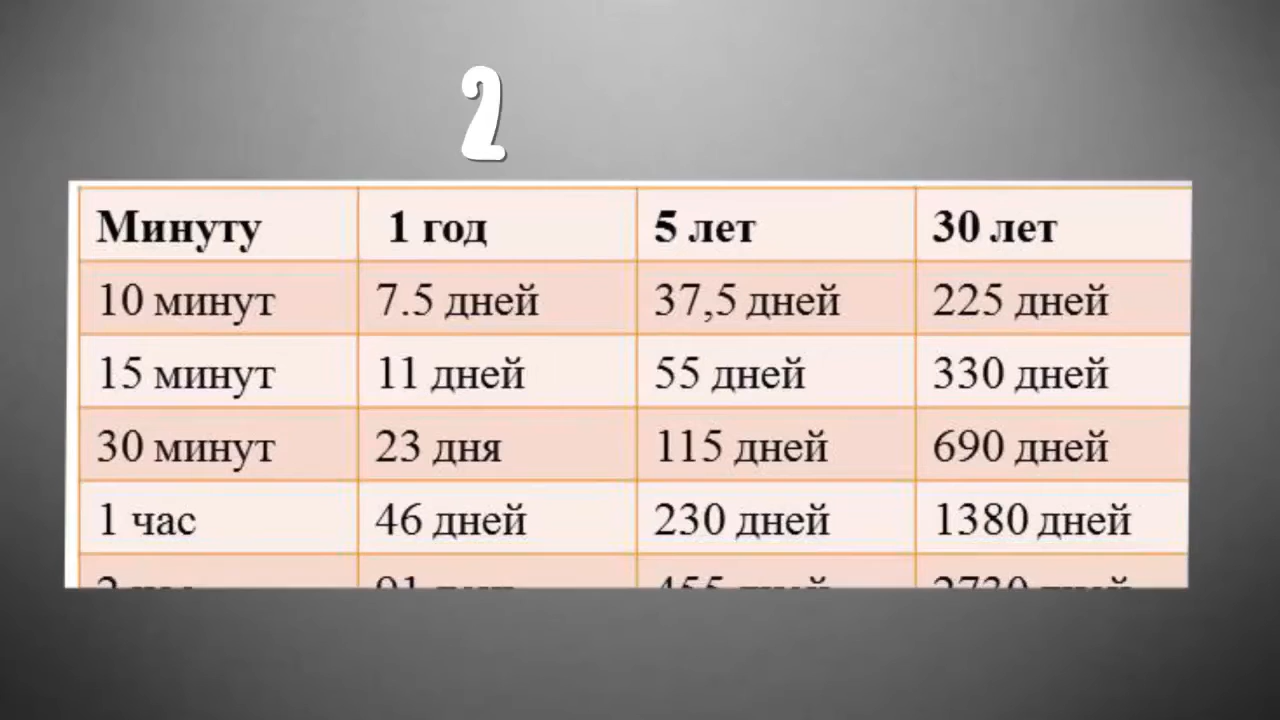 2
Минуту 1 год 5 лет 30 лет
10 минут 7.5 дней 37,5 дней 225 дней
15 минут 11 дней 55 дней 330 дней
30 минут 23 дня 115 дней 690 дней
1 час 46 дней 230 дней 1380 дней